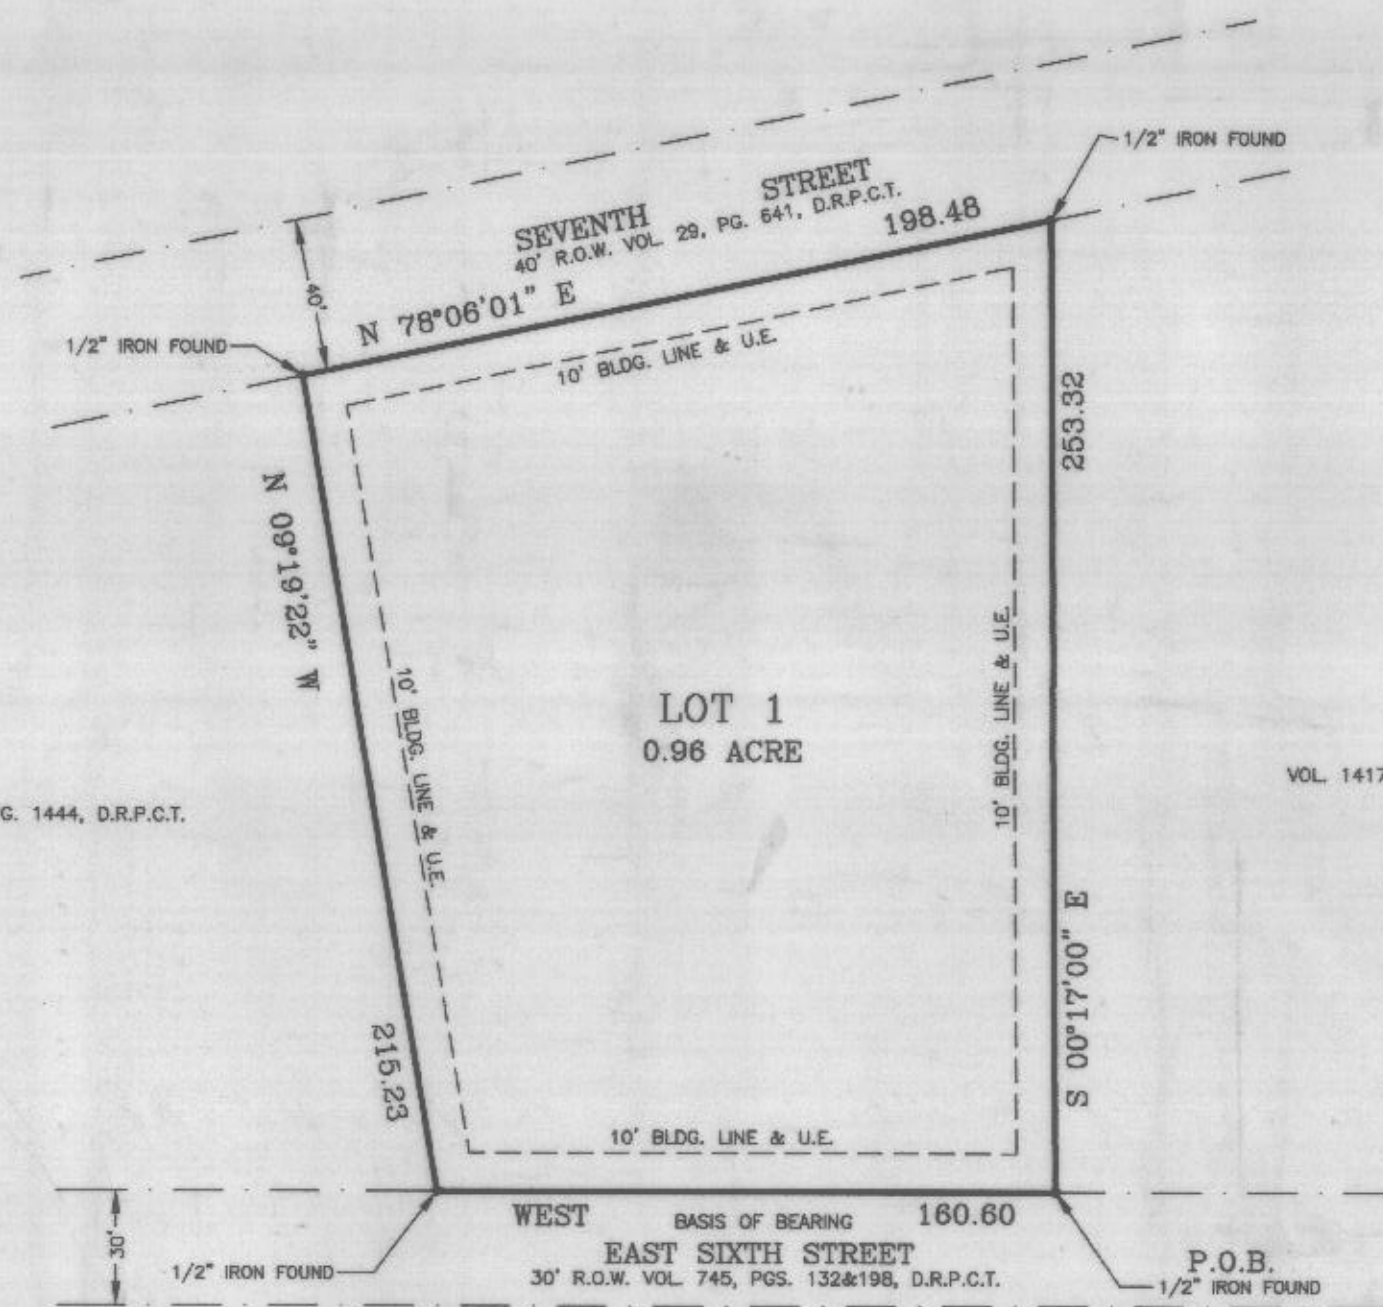 1/2" IRON FOUND
SEVENTH STREET
40' R.O.W. VOL. 29, PG. 641, D.R.P.C.T.
N 78°06'01" E 198.48
40'
1/2" IRON FOUND
10' BLDG. LINE & U.E.
253.32
N 09°19'22" W
10' BLDG. LINE & U.E.
10' BLDG. LINE & U.E.
LOT 1
0.96 ACRE
VOL. 1417
G. 1444, D.R.P.C.T.
S 00°17'00" E
215.23
10' BLDG. LINE & U.E.
WEST BASIS OF BEARING 160.60
30'
EAST SIXTH STREET
30' R.O.W. VOL. 745, PGS. 132&198, D.R.P.C.T.
1/2" IRON FOUND
P.O.B.
1/2" IRON FOUND